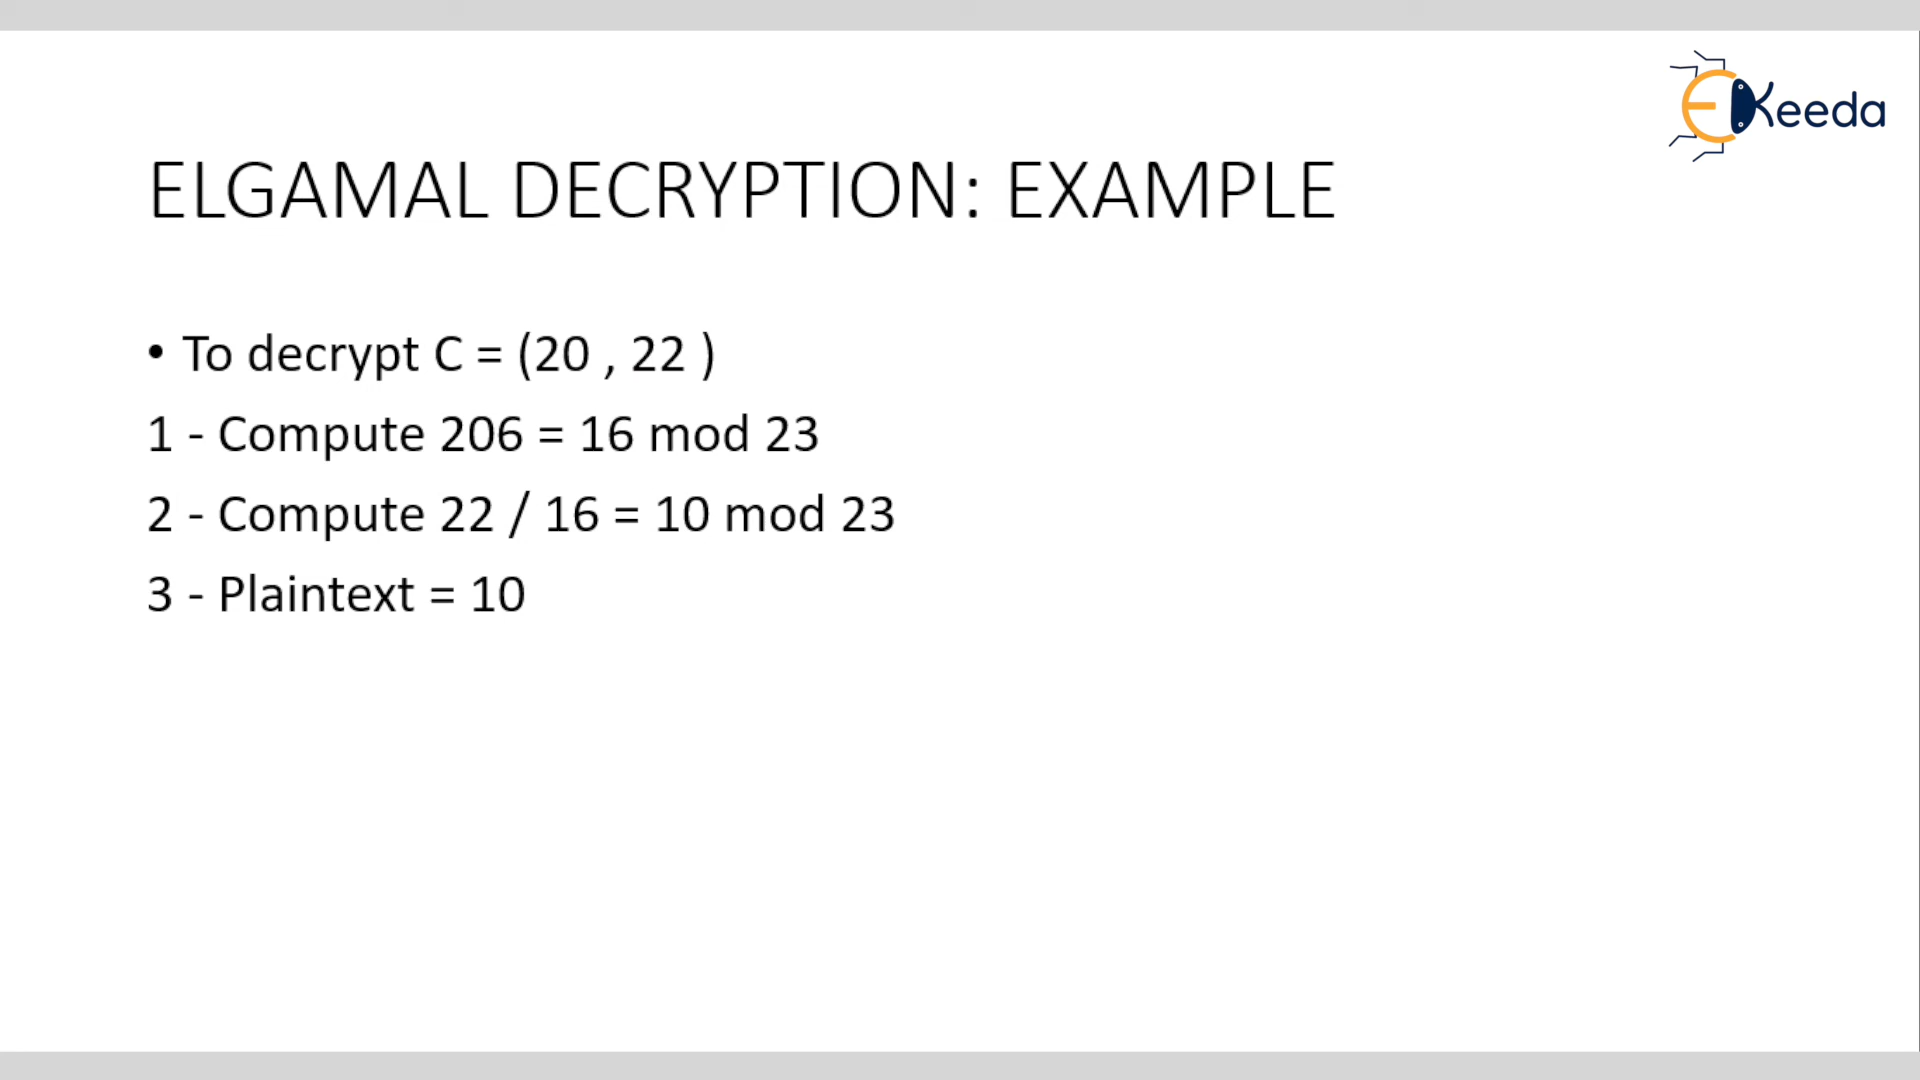 EKeeda
ELGAMAL DECRYPTION: EXAMPLE
• To decrypt C = (20 , 22 )
1 - Compute 206 = 16 mod 23
2 - Compute 22 / 16 = 10 mod 23
3 - Plaintext = 10